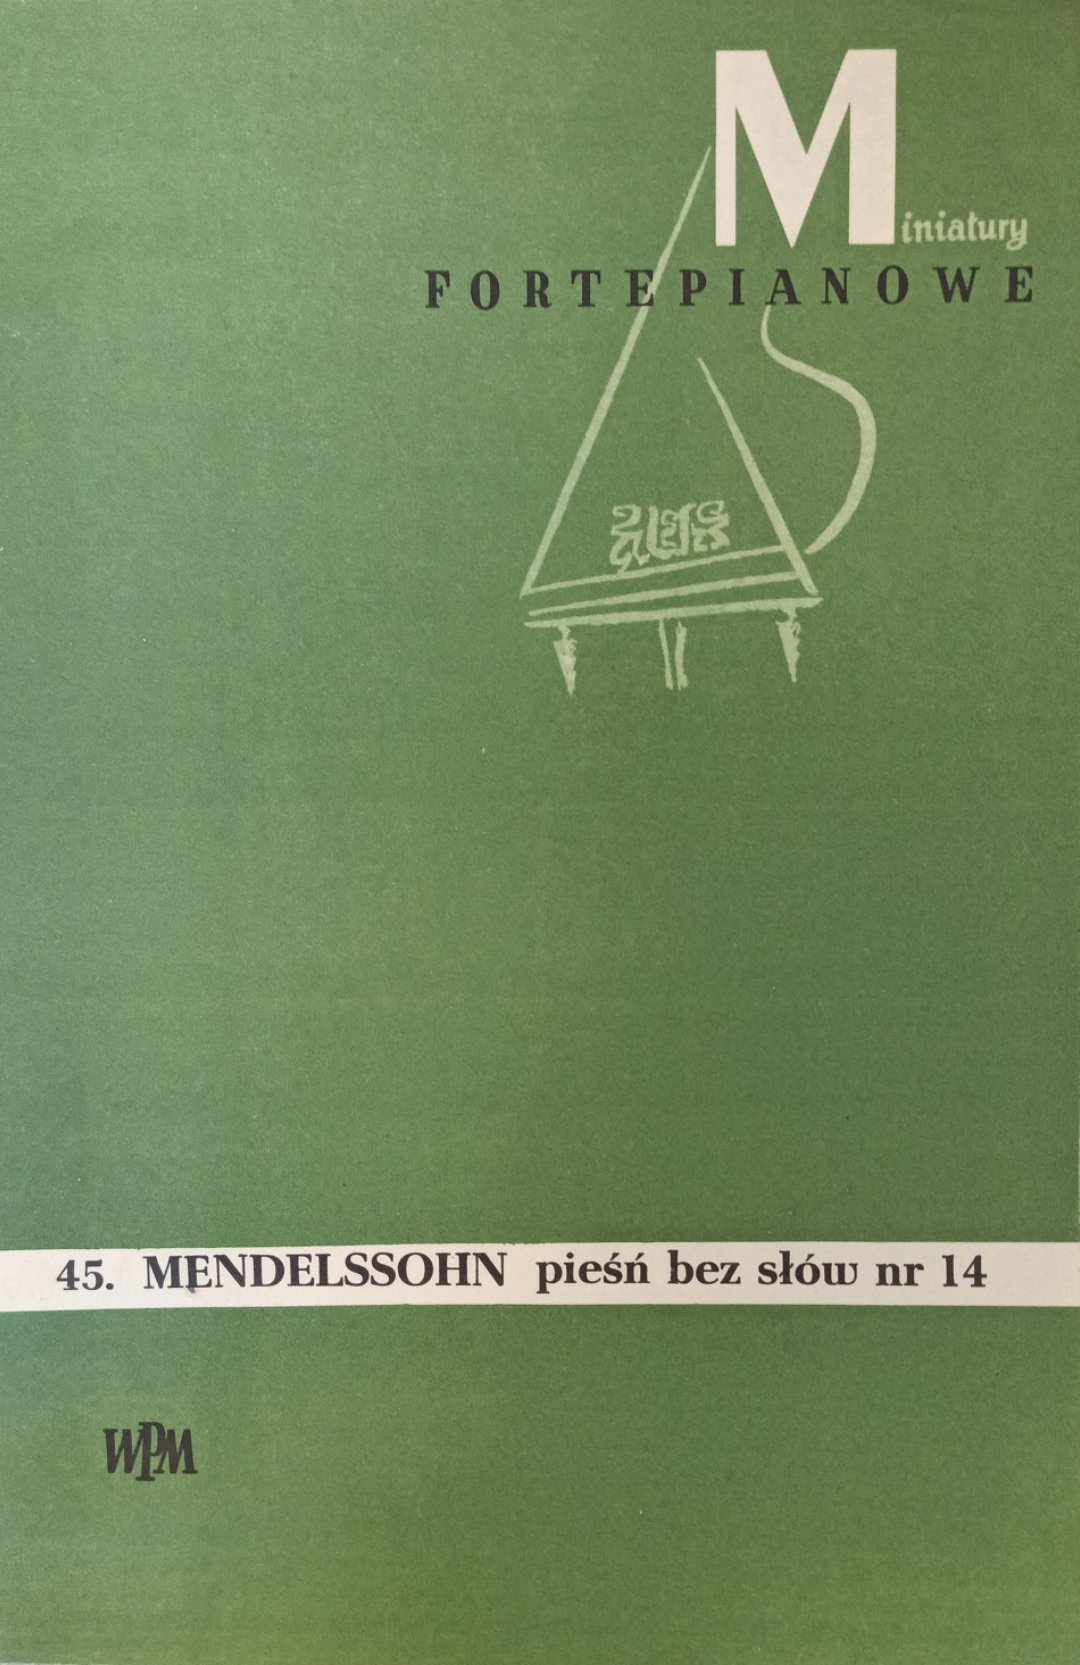 Miniatury
FORTEPIANOWE
45. MENDELSSOHN pieśń bez słów nr 14
WPM